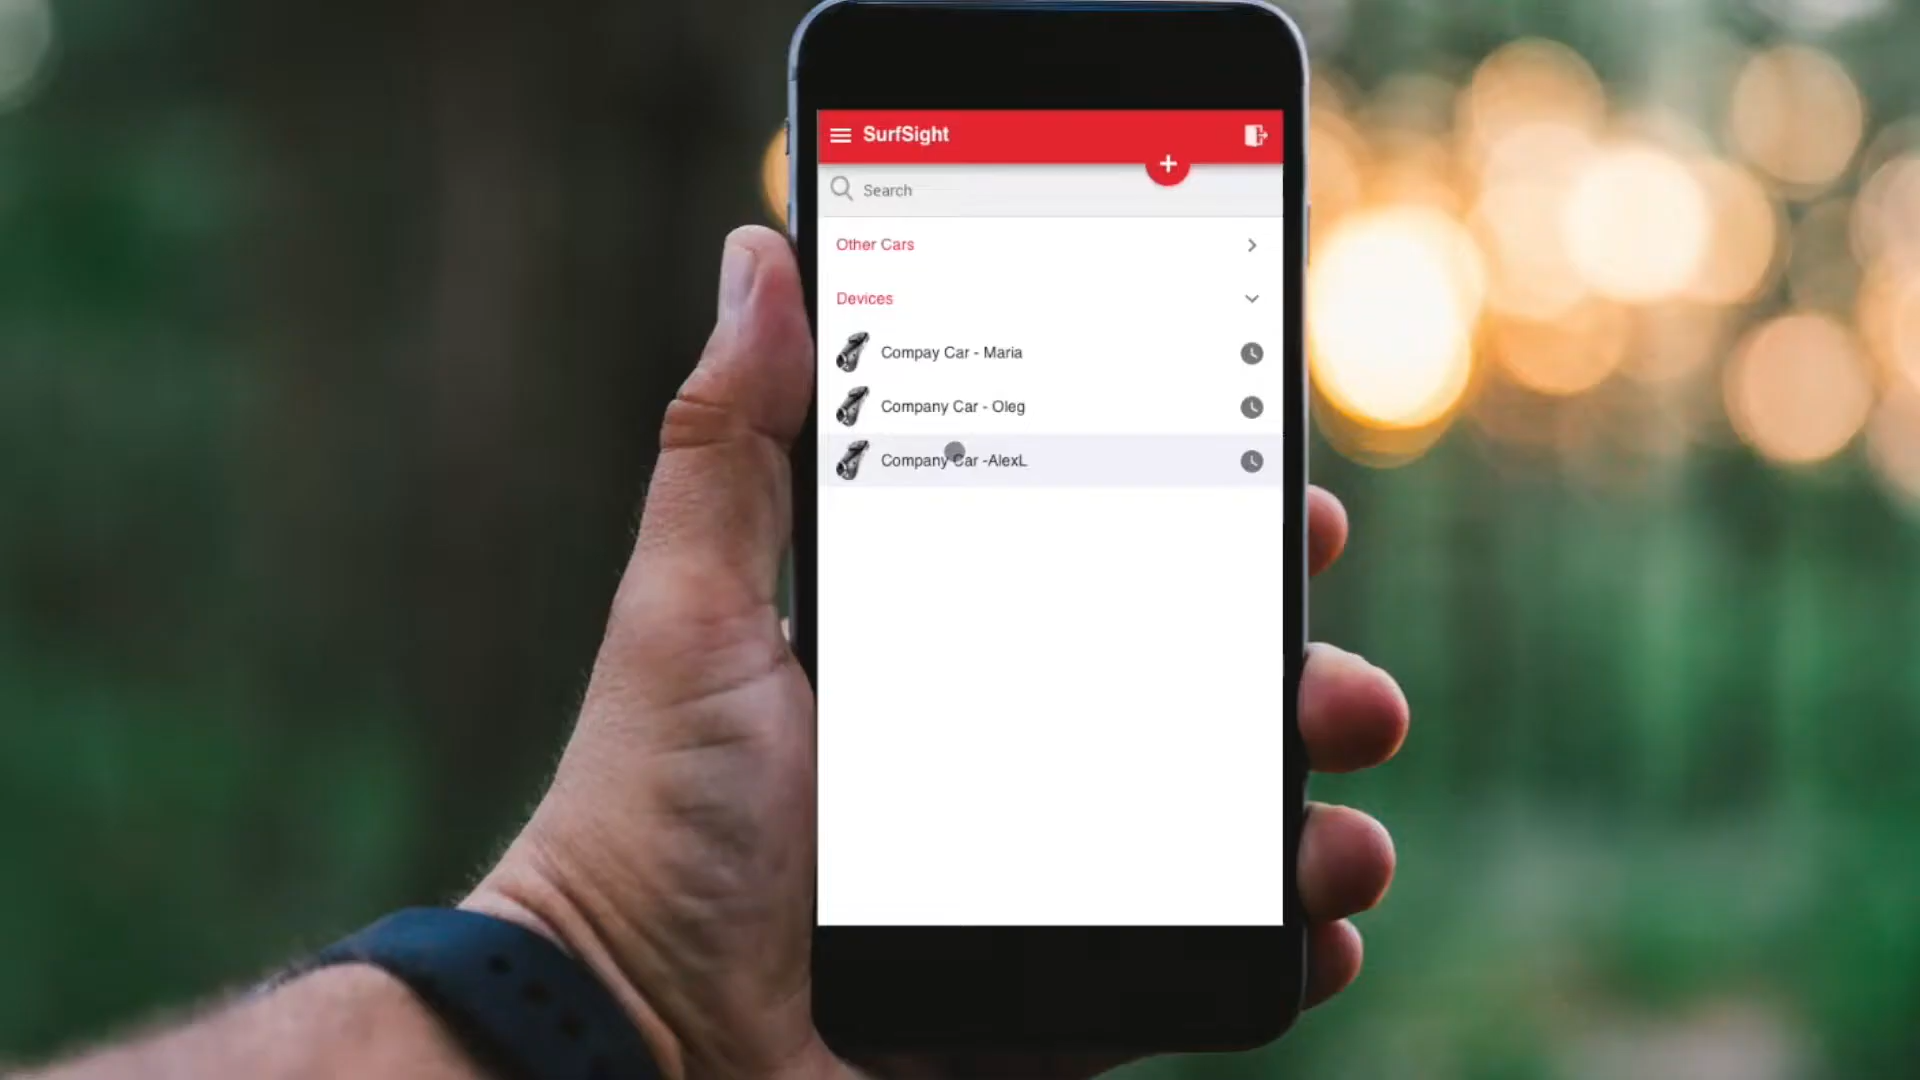 SurfSight
+
Search
Other Cars
Devices
Compay Car - Maria
Company Car - Oleg
Company Car -AlexL